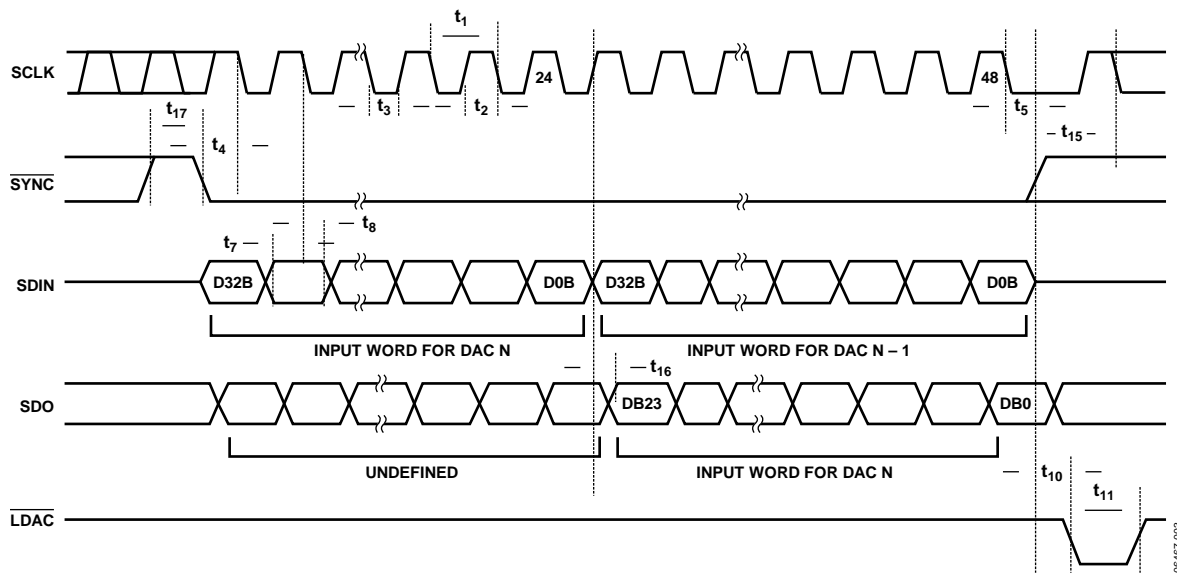 t1
SCLK
24
48
t3
t2
t5
t17
t4
t15
SYNC
t7
t8
SDIN
D32B
D0B
D32B
D0B
INPUT WORD FOR DAC N
INPUT WORD FOR DAC N – 1
t16
SDO
DB23
DB0
UNDEFINED
INPUT WORD FOR DAC N
t10
t11
LDAC